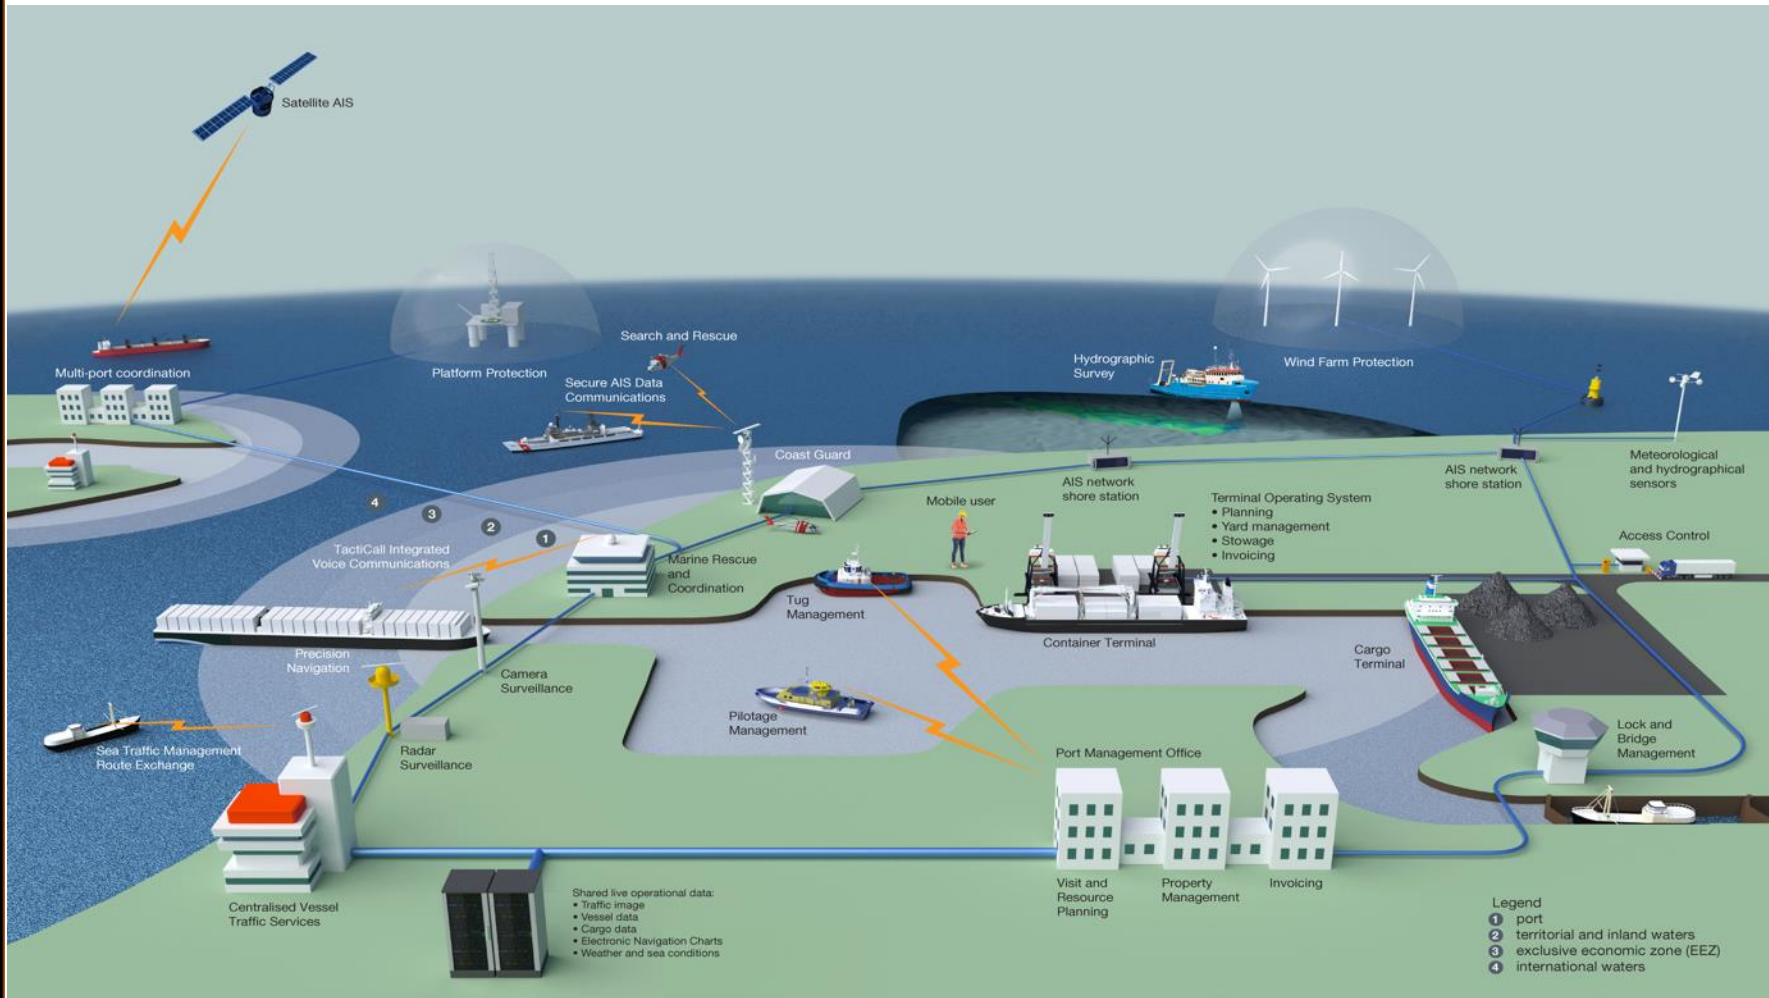 Satellite AIS
Multi-port coordination
Platform Protection
Search and Rescue
Secure AIS Data
Communications
Hydrographic
Survey
Wind Farm Protection
Coast Guard
AIS network
shore station
AIS network
shore station
Meteorological
and hydrographical
sensors
Mobile user
Terminal Operating System
• Planning
• Yard management
• Stowage
• Invoicing
Access Control
4
3
2
1
TactiCall Integrated
Voice Communications
Marine Rescue
and
Coordination
Tug
Management
Container Terminal
Cargo
Terminal
Precision
Navigation
Camera
Surveillance
Pilotage
Management
Sea Traffic Management
Route Exchange
Radar
Surveillance
Port Management Office
Lock and
Bridge
Management
Centralised Vessel
Traffic Services
Shared live operational data:
• Traffic image
• Vessel data
• Cargo data
• Electronic Navigation Charts
• Weather and sea conditions
Visit and
Resource
Planning
Property
Management
Invoicing
Legend
1 port
2 territorial and inland waters
3 exclusive economic zone (EEZ)
4 international waters